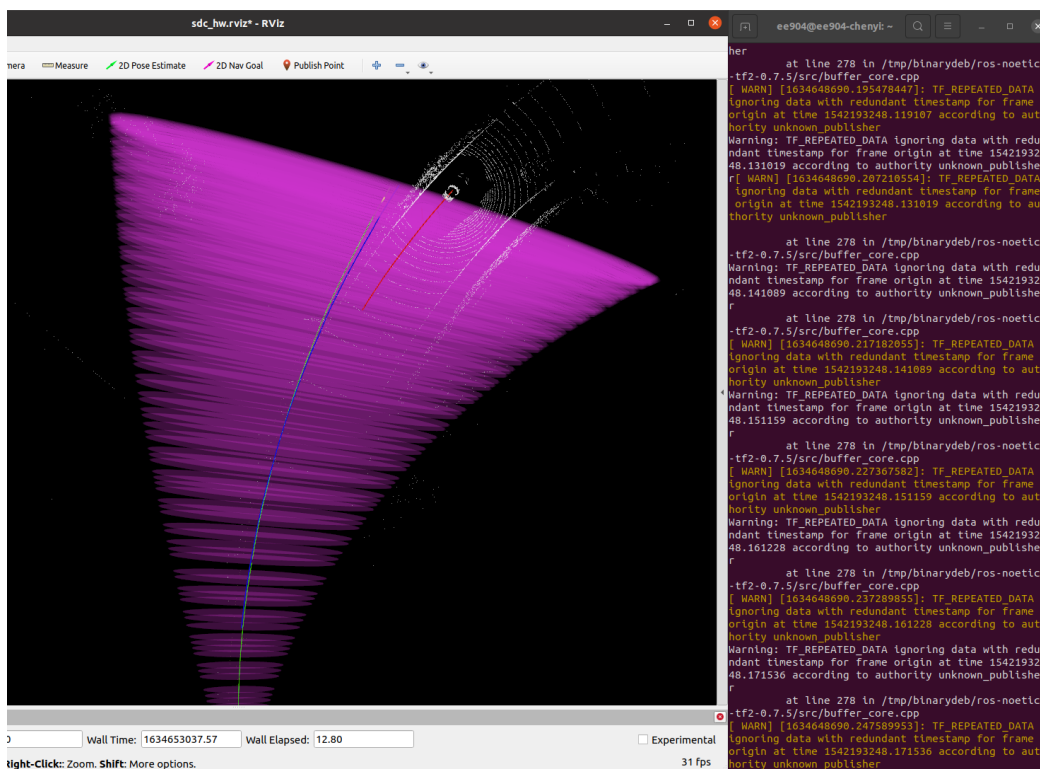 sdc_hw.rviz* - RViz
mera Measure 2D Pose Estimate 2D Nav Goal Publish Point
0 Wall Time: 1634653037.57 Wall Elapsed: 12.80 Experimental
Right-Click: Zoom. Shift: More options. 31 fps
ee904@ee904-chenyi: ~
her
at line 278 in /tmp/binarydeb/ros-noetic
-tf2-0.7.5/src/buffer_core.cpp
[ WARN] [1634648690.195478447]: TF_REPEATED_DATA
ignoring data with redundant timestamp for frame
origin at time 1542193248.119107 according to aut
hority unknown_publisher
Warning: TF_REPEATED_DATA ignoring data with redu
ndant timestamp for frame origin at time 15421932
48.131019 according to authority unknown_publishe
r[ WARN] [1634648690.207210554]: TF_REPEATED_DATA
ignoring data with redundant timestamp for frame
origin at time 1542193248.131019 according to au
thority unknown_publisher
at line 278 in /tmp/binarydeb/ros-noetic
-tf2-0.7.5/src/buffer_core.cpp
Warning: TF_REPEATED_DATA ignoring data with redu
ndant timestamp for frame origin at time 15421932
48.141089 according to authority unknown_publishe
r
at line 278 in /tmp/binarydeb/ros-noetic
-tf2-0.7.5/src/buffer_core.cpp
[ WARN] [1634648690.217182055]: TF_REPEATED_DATA
ignoring data with redundant timestamp for frame
origin at time 1542193248.141089 according to aut
hority unknown_publisher
Warning: TF_REPEATED_DATA ignoring data with redu
ndant timestamp for frame origin at time 15421932
48.151159 according to authority unknown_publishe
r
at line 278 in /tmp/binarydeb/ros-noetic
-tf2-0.7.5/src/buffer_core.cpp
[ WARN] [1634648690.227367582]: TF_REPEATED_DATA
ignoring data with redundant timestamp for frame
origin at time 1542193248.151159 according to aut
hority unknown_publisher
Warning: TF_REPEATED_DATA ignoring data with redu
ndant timestamp for frame origin at time 15421932
48.161228 according to authority unknown_publishe
r
at line 278 in /tmp/binarydeb/ros-noetic
-tf2-0.7.5/src/buffer_core.cpp
[ WARN] [1634648690.237289855]: TF_REPEATED_DATA
ignoring data with redundant timestamp for frame
origin at time 1542193248.161228 according to aut
hority unknown_publisher
Warning: TF_REPEATED_DATA ignoring data with redu
ndant timestamp for frame origin at time 15421932
48.171536 according to authority unknown_publishe
r
at line 278 in /tmp/binarydeb/ros-noetic
-tf2-0.7.5/src/buffer_core.cpp
[ WARN] [1634648690.247589953]: TF_REPEATED_DATA
ignoring data with redundant timestamp for frame
origin at time 1542193248.171536 according to aut
hority unknown_publisher